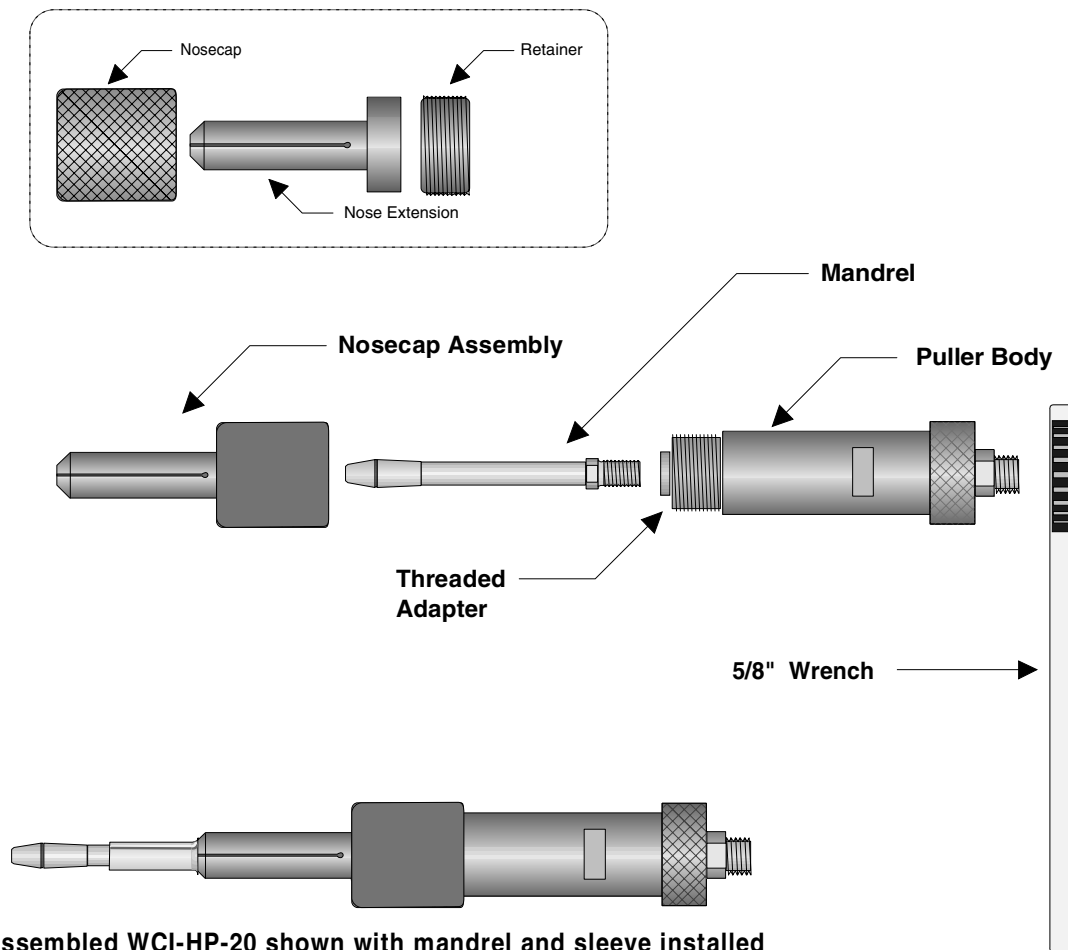 Nosecap
Retainer
Nose Extension
Mandrel
Nosecap Assembly
Puller Body
Threaded
Adapter
5/8" Wrench
ssembled WCI-HP-20 shown with mandrel and sleeve installed